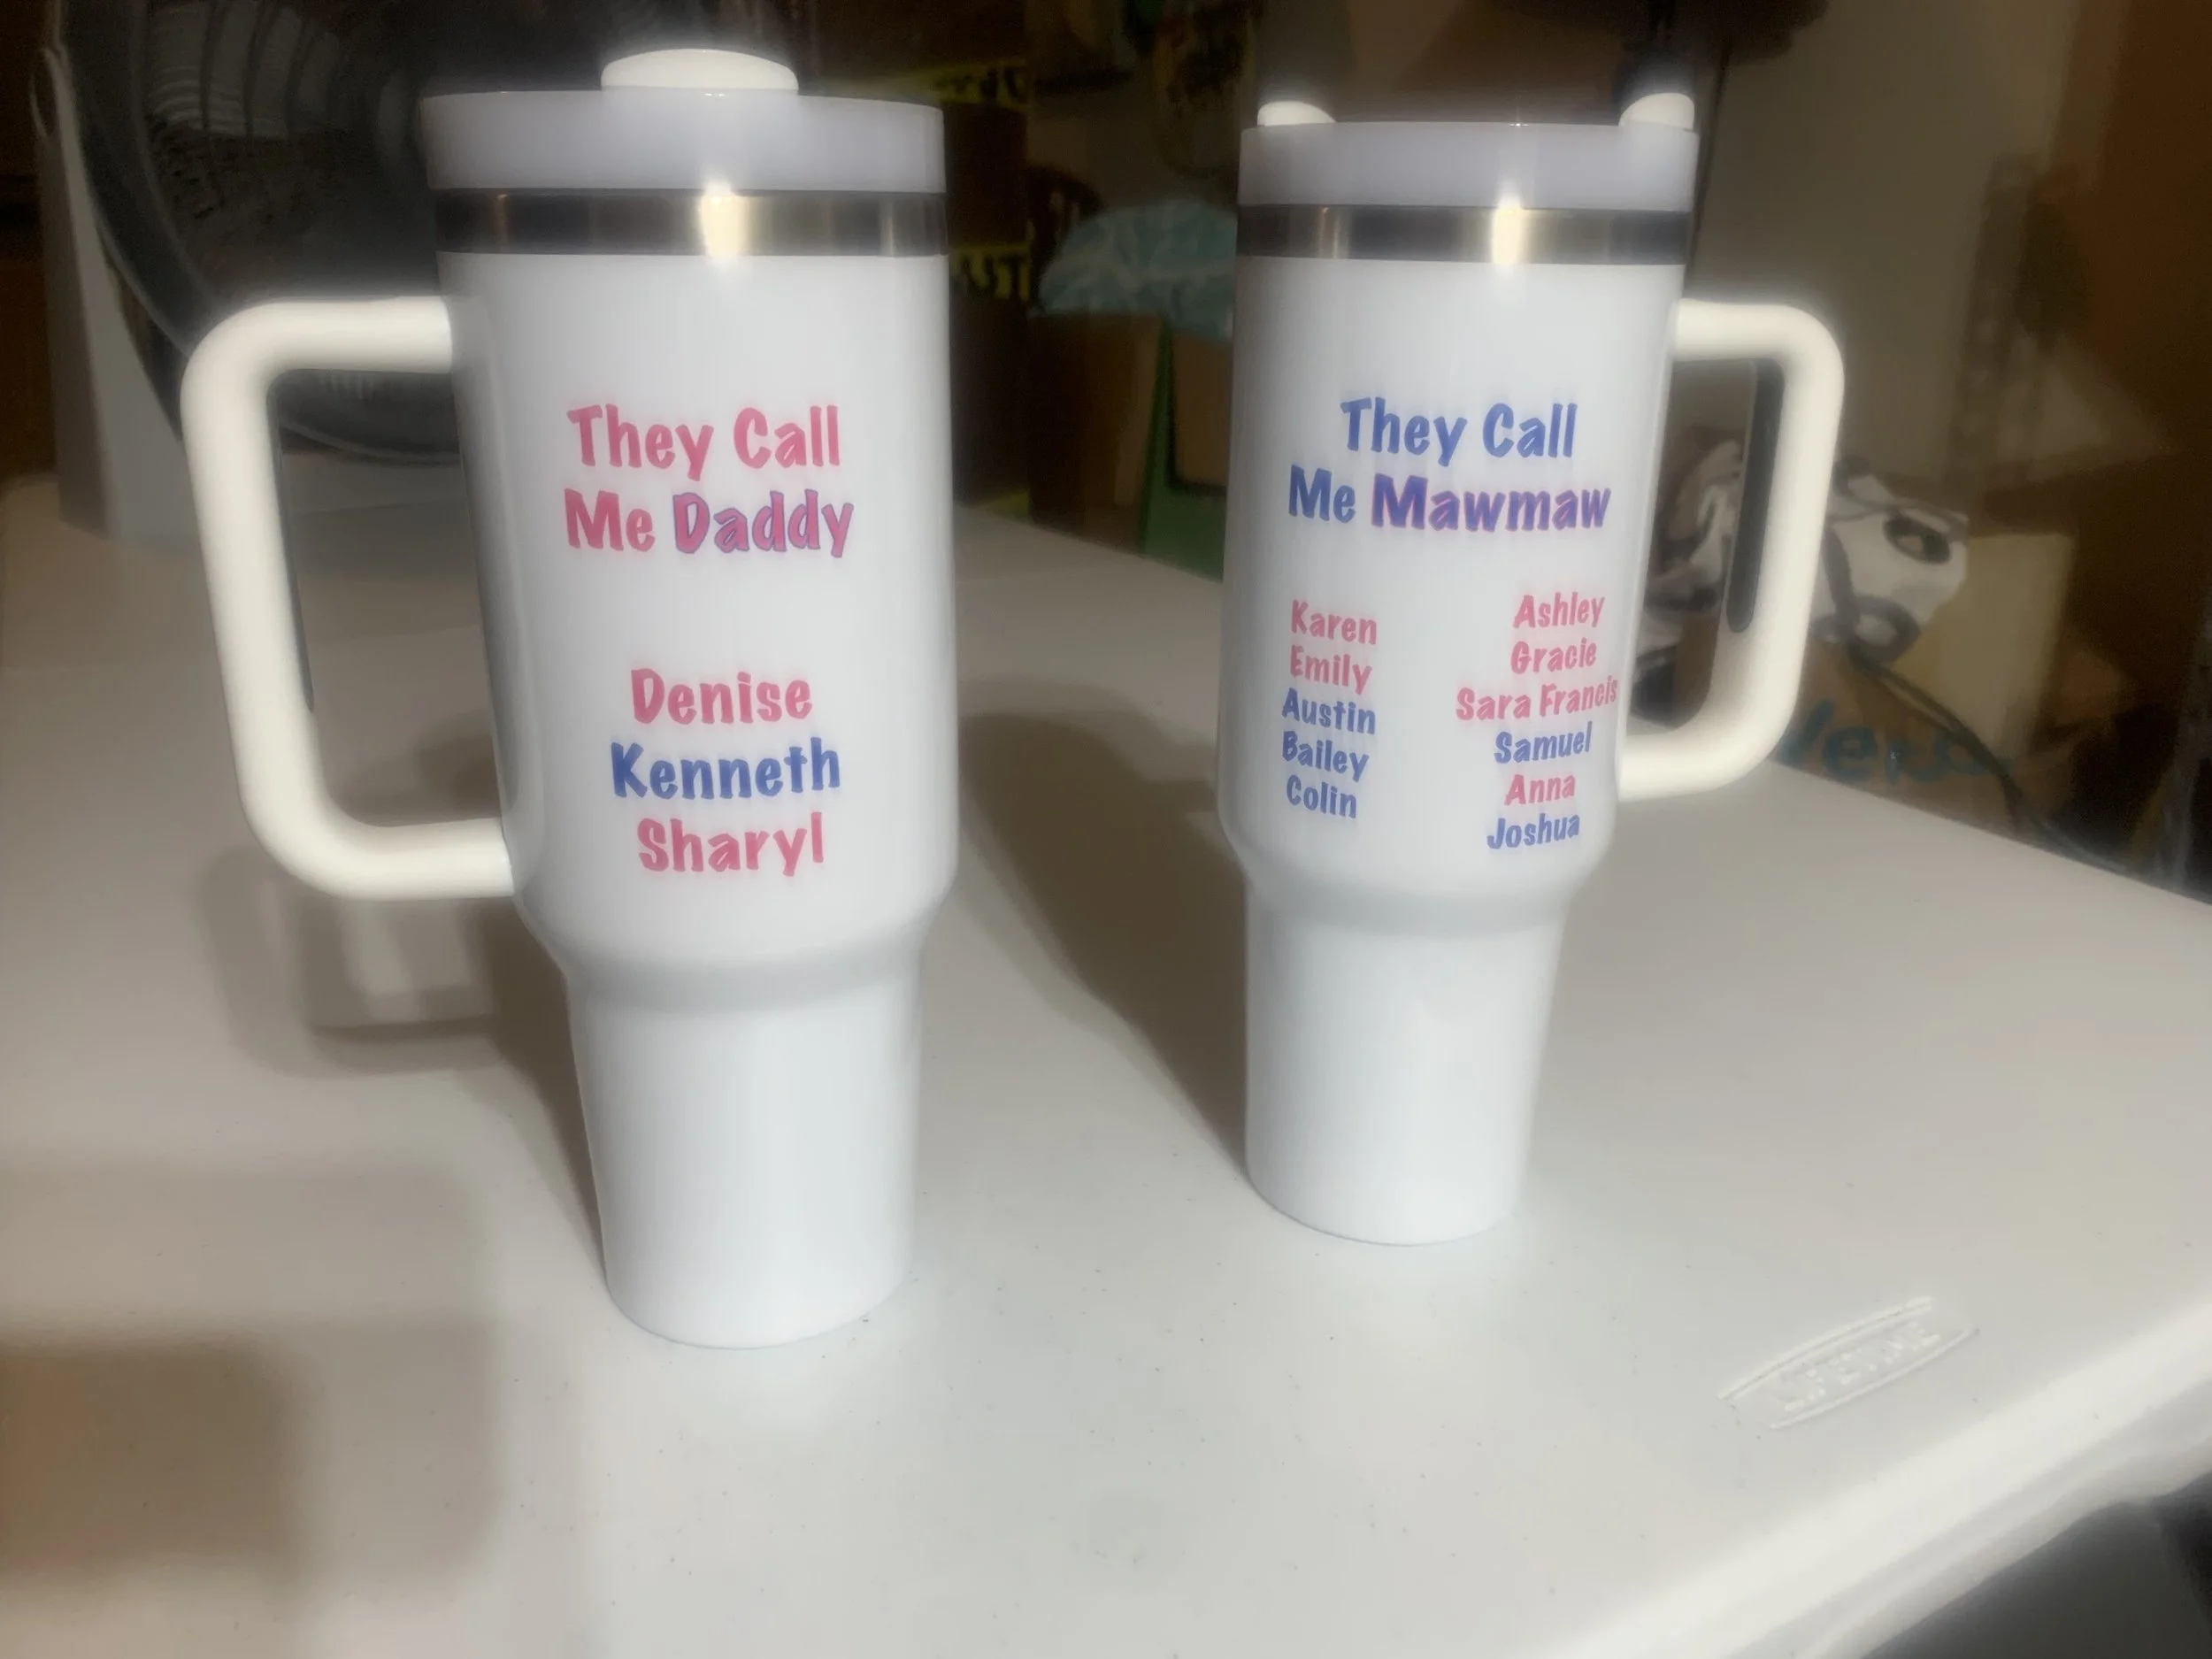 They Call
Me Daddy
Denise
Kenneth
Sharyl
They Call
Me Mawmaw
Karen
Emily
Austin
Bailey
Colin
Ashley
Gracie
Sara Francis
Samuel
Anna
Joshua
LIFETIME